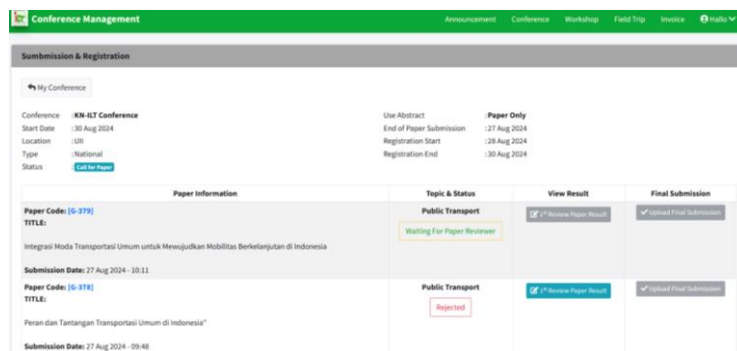 Conference Management
Announcement Conference Workshop Field Trip Invoice Hallo
Sumbmission & Registration
My Conference
Conference :KN-ILT Conference
Start Date :30 Aug 2024
Location :UII
Type :National
Status :Call for Paper
Use Abstract :Paper Only
End of Paper Submission :27 Aug 2024
Registration Start :28 Aug 2024
Registration End :30 Aug 2024
Paper Information Topic & Status View Result Final Submission
Paper Code: [G-379]
TITLE:
Integrasi Moda Transportasi Umum untuk Mewujudkan Mobilitas Berkelanjutan di Indonesia
Submission Date: 27 Aug 2024 - 10:11
Public Transport
Waiting For Paper Reviewer
1st Review Paper Result
Upload Final Submission
Paper Code: [G-378]
TITLE:
Peran dan Tantangan Transportasi Umum di Indonesia"
Submission Date: 27 Aug 2024 - 09:48
Public Transport
Rejected
1st Review Paper Result
Upload Final Submission